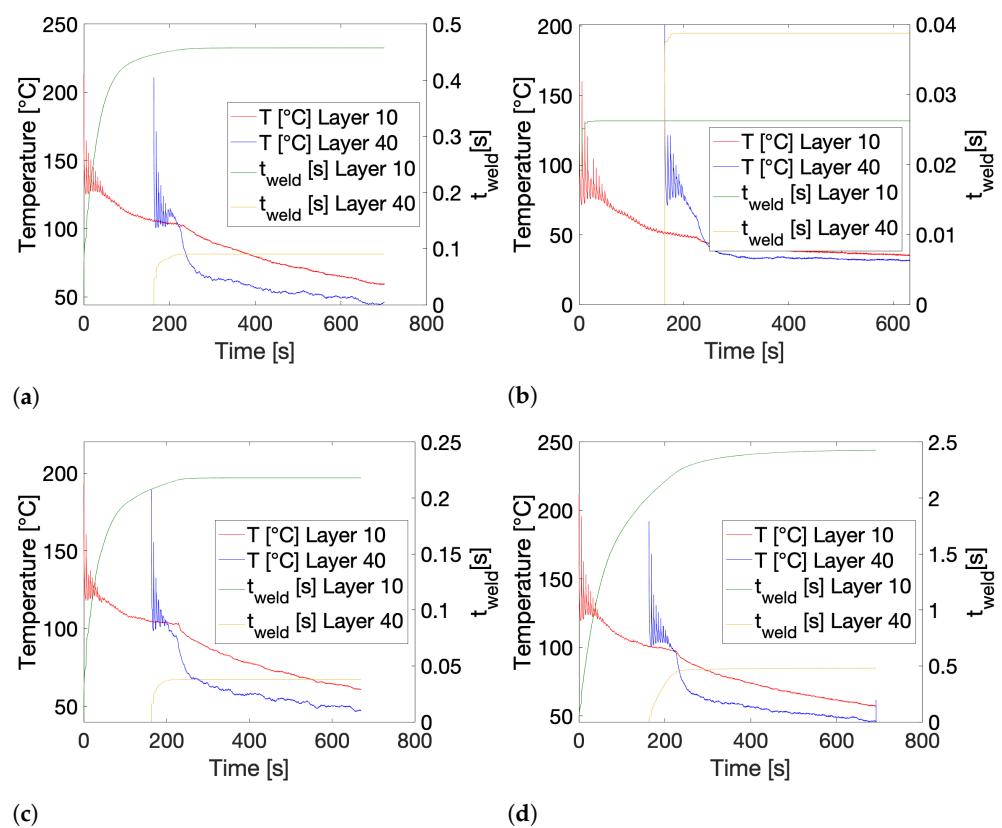 250
200
150
100
50
0
200
400
600
800
0
0.1
0.2
0.3
0.4
0.5
Temperature [°C]
Time [s]
t_weld[s]
T [°C] Layer 10
T [°C] Layer 40
t_weld [s] Layer 10
t_weld [s] Layer 40
(a)
200
150
100
50
0
0
200
400
600
0
0.01
0.02
0.03
0.04
Temperature [°C]
Time [s]
t_weld[s]
T [°C] Layer 10
T [°C] Layer 40
t_weld [s] Layer 10
t_weld [s] Layer 40
(b)
200
150
100
50
0
200
400
600
800
0
0.05
0.1
0.15
0.2
0.25
Temperature [°C]
Time [s]
t_weld[s]
T [°C] Layer 10
T [°C] Layer 40
t_weld [s] Layer 10
t_weld [s] Layer 40
(c)
250
200
150
100
50
0
200
400
600
800
0
0.5
1
1.5
2
2.5
Temperature [°C]
Time [s]
t_weld[s]
T [°C] Layer 10
T [°C] Layer 40
t_weld [s] Layer 10
t_weld [s] Layer 40
(d)